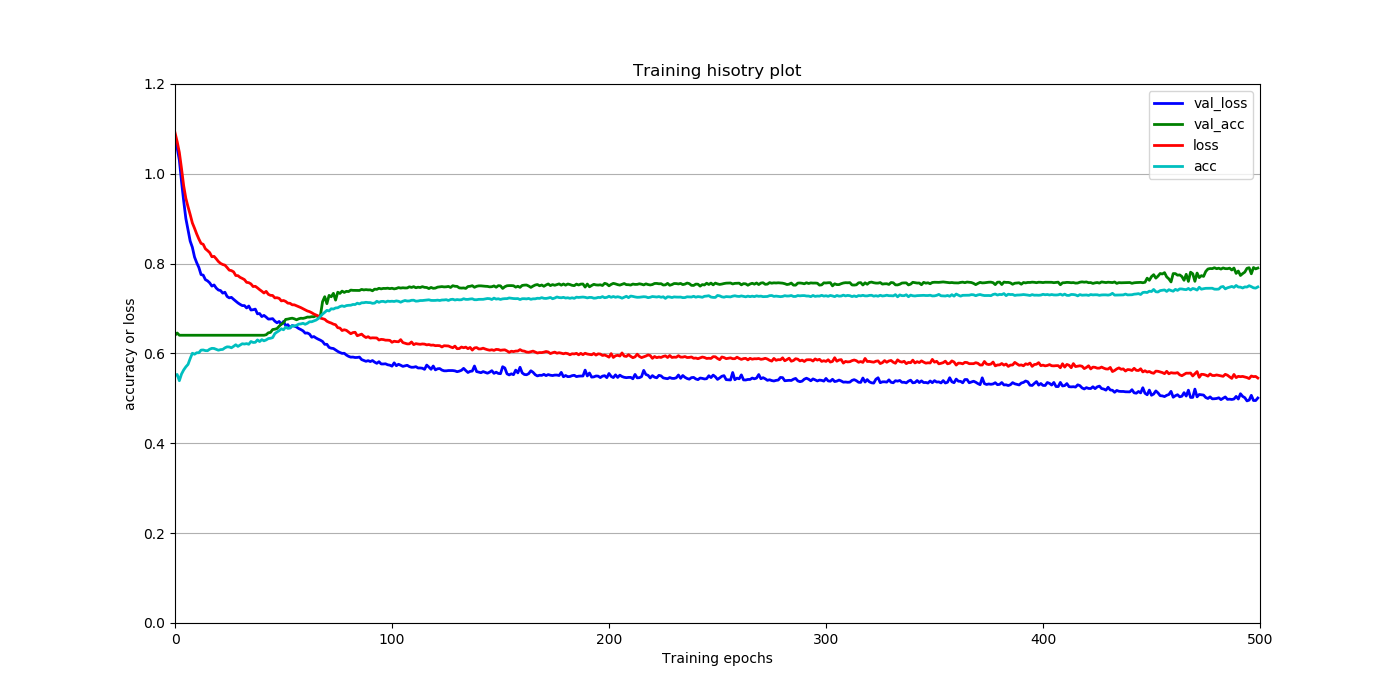 Training hisotry plot
1.2
1.0
0.8
0.6
0.4
0.2
0.0
accuracy or loss
val_loss
val_acc
loss
acc
0 100 200 300 400 500
Training epochs